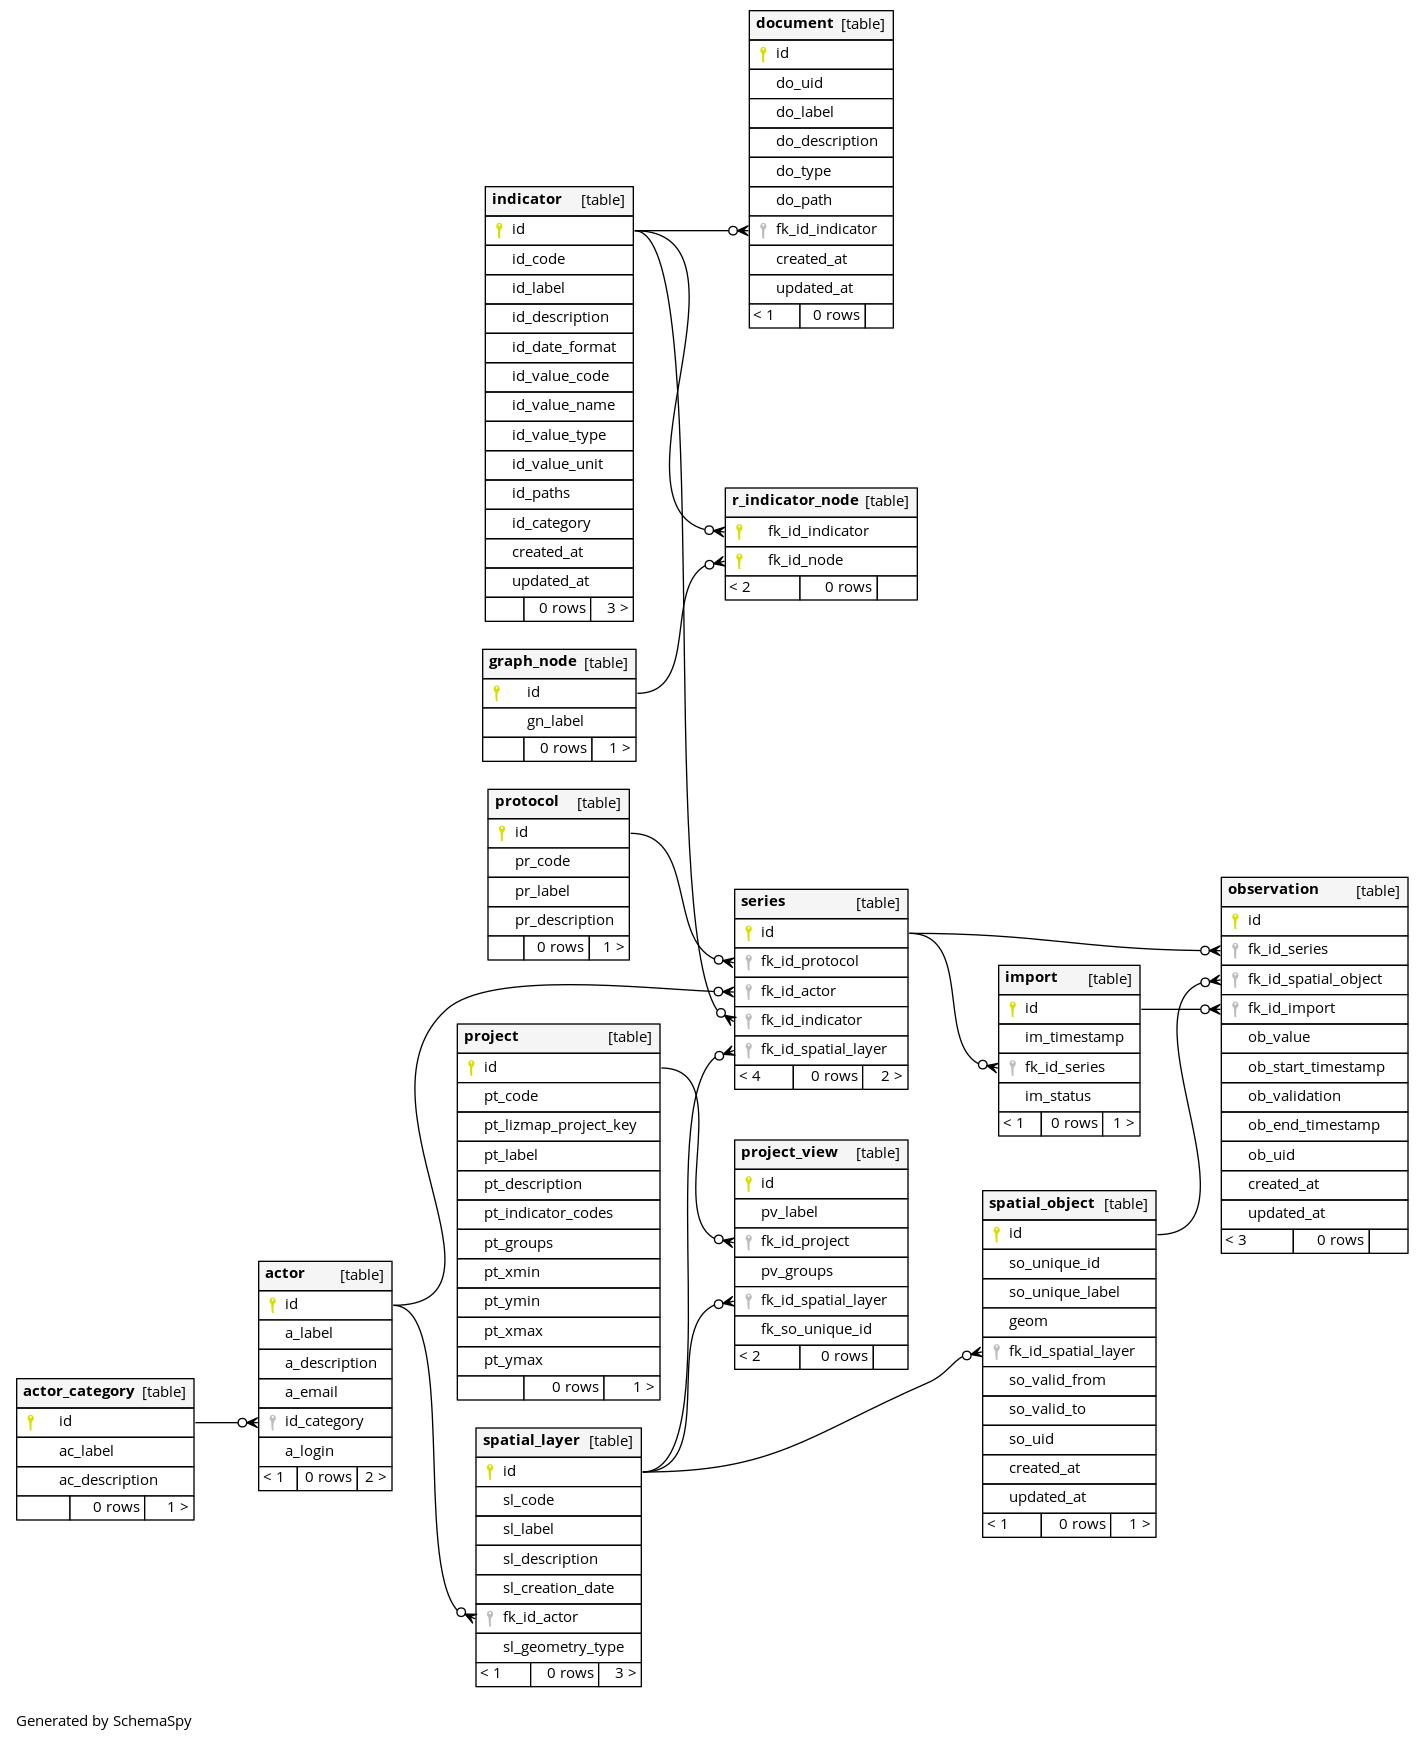 document [table]
id
do_uid
do_label
do_description
do_type
do_path
fk_id_indicator
created_at
updated_at
< 1 0 rows
indicator [table]
id
id_code
id_label
id_description
id_date_format
id_value_code
id_value_name
id_value_type
id_value_unit
id_paths
id_category
created_at
updated_at
0 rows 3 >
r_indicator_node [table]
fk_id_indicator
fk_id_node
< 2 0 rows
graph_node [table]
id
gn_label
0 rows 1 >
protocol [table]
id
pr_code
pr_label
pr_description
0 rows 1 >
series [table]
id
fk_id_protocol
fk_id_actor
fk_id_indicator
fk_id_spatial_layer
< 4 0 rows 2 >
observation [table]
id
fk_id_series
fk_id_spatial_object
fk_id_import
ob_value
ob_start_timestamp
ob_validation
ob_end_timestamp
ob_uid
created_at
updated_at
< 3 0 rows
import [table]
id
im_timestamp
fk_id_series
im_status
< 1 0 rows 1 >
project [table]
id
pt_code
pt_lizmap_project_key
pt_label
pt_description
pt_indicator_codes
pt_groups
pt_xmin
pt_ymin
pt_xmax
pt_ymax
0 rows 1 >
project_view [table]
id
pv_label
fk_id_project
pv_groups
fk_id_spatial_layer
fk_so_unique_id
< 2 0 rows
spatial_object [table]
id
so_unique_id
so_unique_label
geom
fk_id_spatial_layer
so_valid_from
so_valid_to
so_uid
created_at
updated_at
< 1 0 rows 1 >
actor [table]
id
a_label
a_description
a_email
id_category
a_login
< 1 0 rows 2 >
actor_category [table]
id
ac_label
ac_description
0 rows 1 >
spatial_layer [table]
id
sl_code
sl_label
sl_description
sl_creation_date
fk_id_actor
sl_geometry_type
< 1 0 rows 3 >
Generated by SchemaSpy